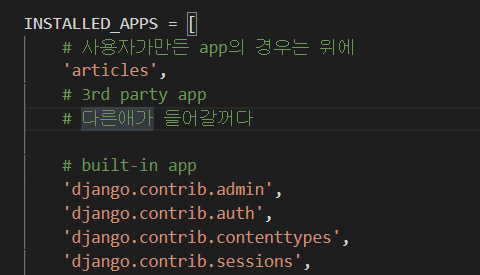 INSTALLED_APPS = [
# 사용자가만든 app의 경우는 위에
'articles',
# 3rd party app
# 다른애가 들어갈꺼다
# built-in app
'django.contrib.admin',
'django.contrib.auth',
'django.contrib.contenttypes',
'django.contrib.sessions',